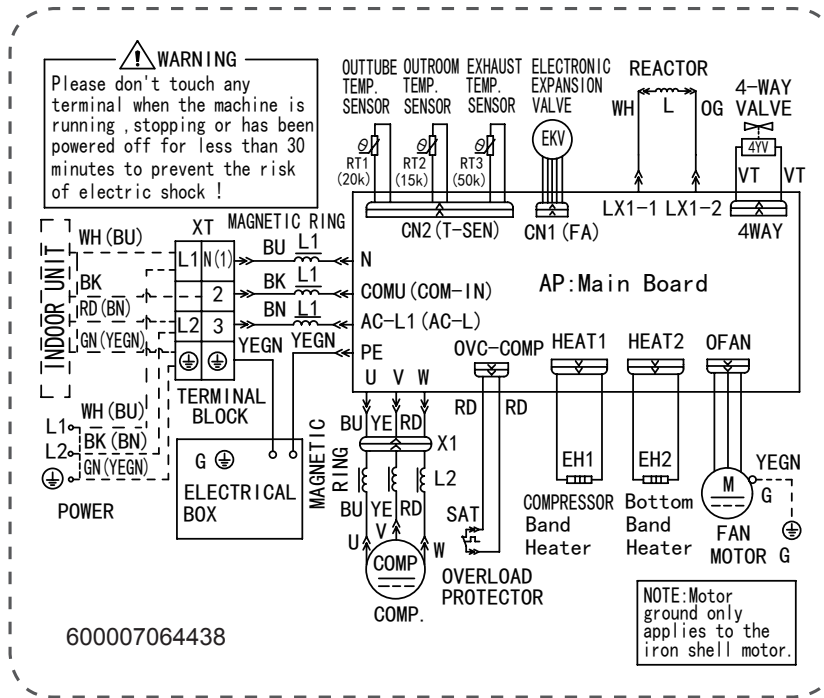 WARNING
Please don't touch any
terminal when the machine is
running ,stopping or has been
powered off for less than 30
minutes to prevent the risk
of electric shock !
OUTTUBE
TEMP.
SENSOR
OUTROOM
TEMP.
SENSOR
EXHAUST
TEMP.
SENSOR
ELECTRONIC
EXPANSION
VALVE
REACTOR
WH
L
OG
4-WAY
VALVE
4YV
VT
VT
EKV
RT1
(20k)
RT2
(15k)
RT3
(50k)
CN2(T-SEN)
CN1(FA)
LX1-1
LX1-2
4WAY
INDOOR UNIT
WH(BU)
BK
RD(BN)
GN(YEGN)
XT
MAGNETIC RING
L1
N(1)
2
L2
3
BU
L1
BK
L1
BN
L1
YEGN
YEGN
N
COMU(COM-IN)
AC-L1(AC-L)
PE
AP:Main Board
TERMINAL
BLOCK
L1
L2
WH(BU)
BK(BN)
GN(YEGN)
POWER
G
ELECTRICAL
BOX
U
V
W
BU
YE
RD
X1
MAGNETIC
RING
L2
BU
YE
RD
U
V
W
COMP
COMP.
OVC-COMP
RD
RD
SAT
OVERLOAD
PROTECTOR
HEAT1
EH1
COMPRESSOR
Band
Heater
HEAT2
EH2
Bottom
Band
Heater
OFAN
M
YEGN
G
G
FAN
MOTOR
NOTE:Motor
ground only
applies to the
iron shell motor.
600007064438